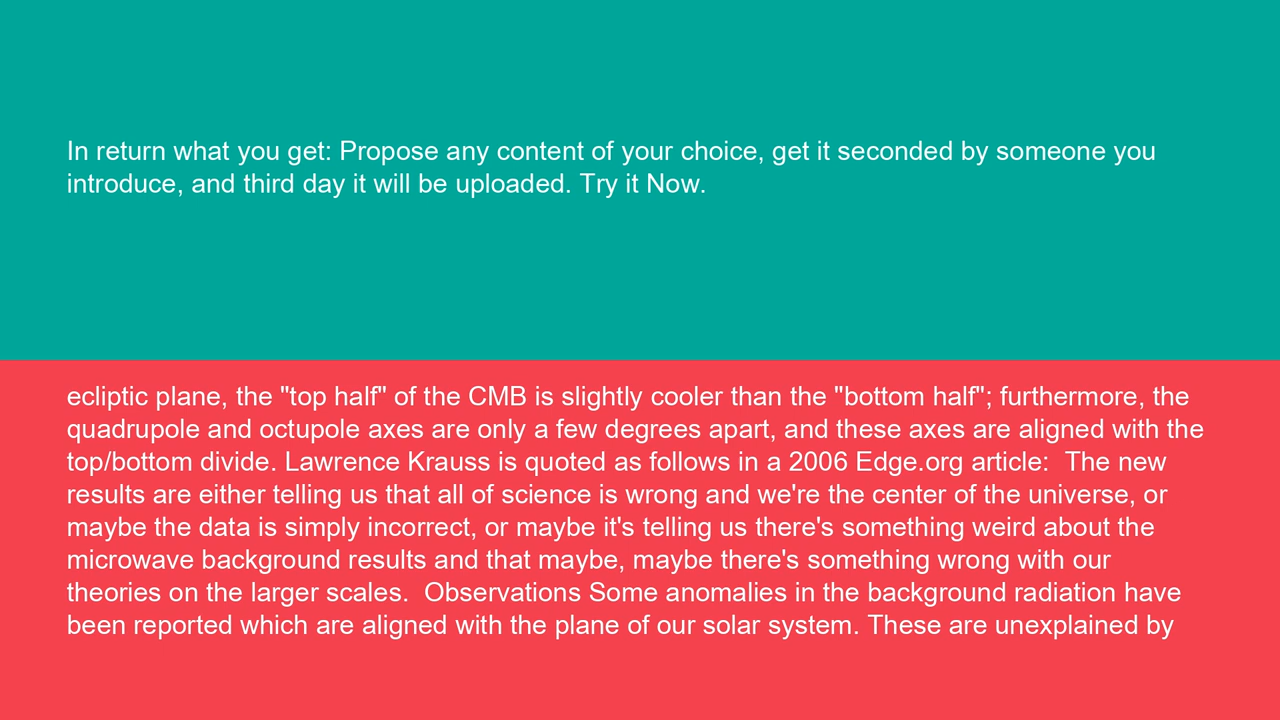 In return what you get: Propose any content of your choice, get it seconded by someone you
introduce, and third day it will be uploaded. Try it Now.
ecliptic plane, the "top half" of the CMB is slightly cooler than the "bottom half"; furthermore, the
quadrupole and octupole axes are only a few degrees apart, and these axes are aligned with the
top/bottom divide. Lawrence Krauss is quoted as follows in a 2006 Edge.org article:  The new
results are either telling us that all of science is wrong and we're the center of the universe, or
maybe the data is simply incorrect, or maybe it's telling us there's something weird about the
microwave background results and that maybe, maybe there's something wrong with our
theories on the larger scales.  Observations Some anomalies in the background radiation have
been reported which are aligned with the plane of our solar system. These are unexplained by